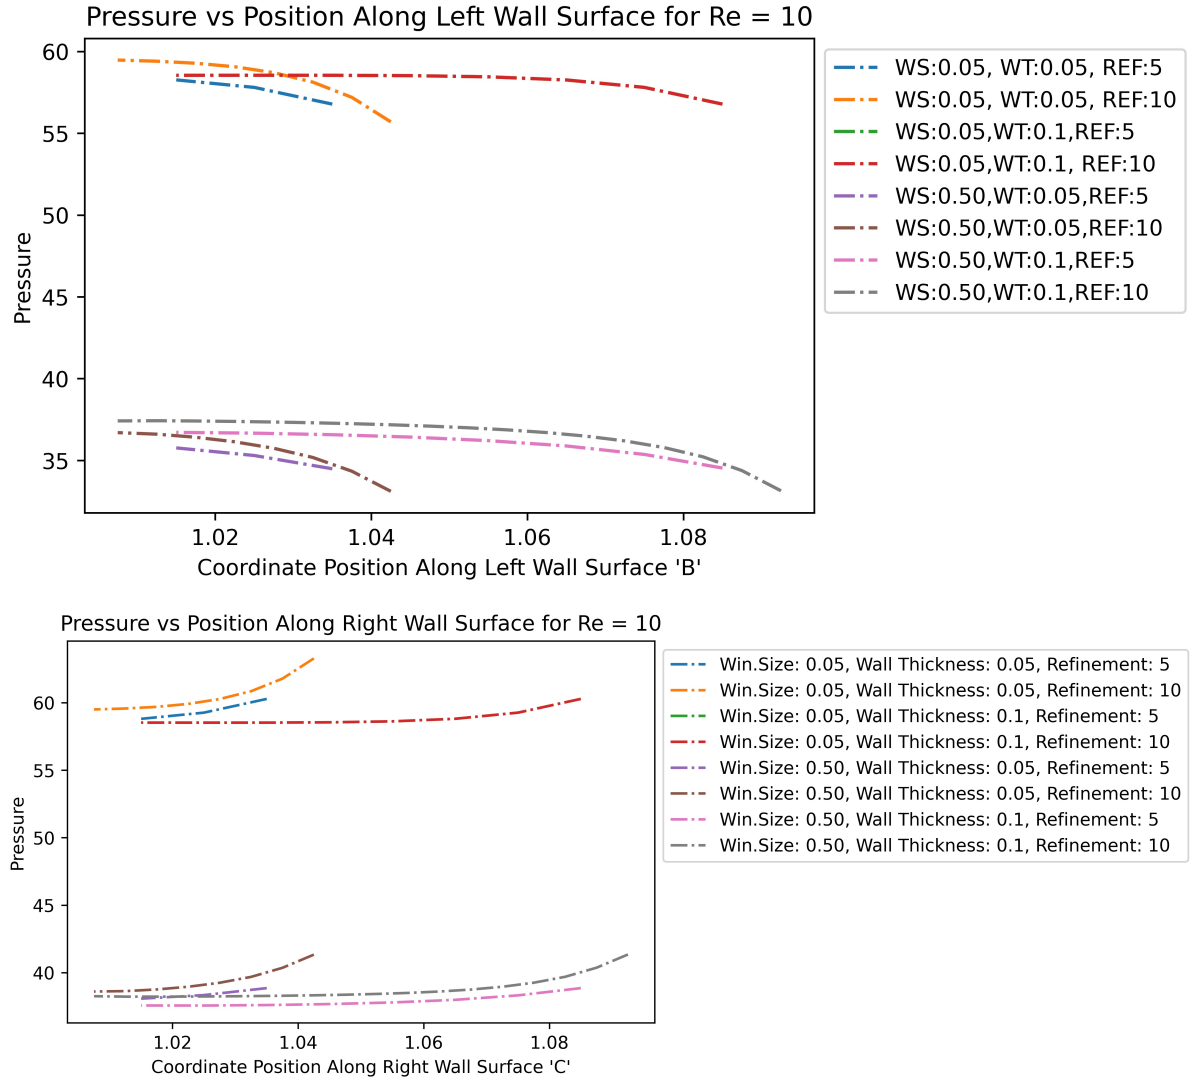 Pressure vs Position Along Left Wall Surface for Re = 10
60
55
50
45
40
35
Pressure
1.02
1.04
1.06
1.08
Coordinate Position Along Left Wall Surface 'B'
WS:0.05, WT:0.05, REF:5
WS:0.05, WT:0.05, REF:10
WS:0.05,WT:0.1,REF:5
WS:0.05,WT:0.1, REF:10
WS:0.50,WT:0.05,REF:5
WS:0.50,WT:0.05,REF:10
WS:0.50,WT:0.1,REF:5
WS:0.50,WT:0.1,REF:10
Pressure vs Position Along Right Wall Surface for Re = 10
60
55
50
45
40
Pressure
1.02
1.04
1.06
1.08
Coordinate Position Along Right Wall Surface 'C'
Win.Size: 0.05, Wall Thickness: 0.05, Refinement: 5
Win.Size: 0.05, Wall Thickness: 0.05, Refinement: 10
Win.Size: 0.05, Wall Thickness: 0.1, Refinement: 5
Win.Size: 0.05, Wall Thickness: 0.1, Refinement: 10
Win.Size: 0.50, Wall Thickness: 0.05, Refinement: 5
Win.Size: 0.50, Wall Thickness: 0.05, Refinement: 10
Win.Size: 0.50, Wall Thickness: 0.1, Refinement: 5
Win.Size: 0.50, Wall Thickness: 0.1, Refinement: 10